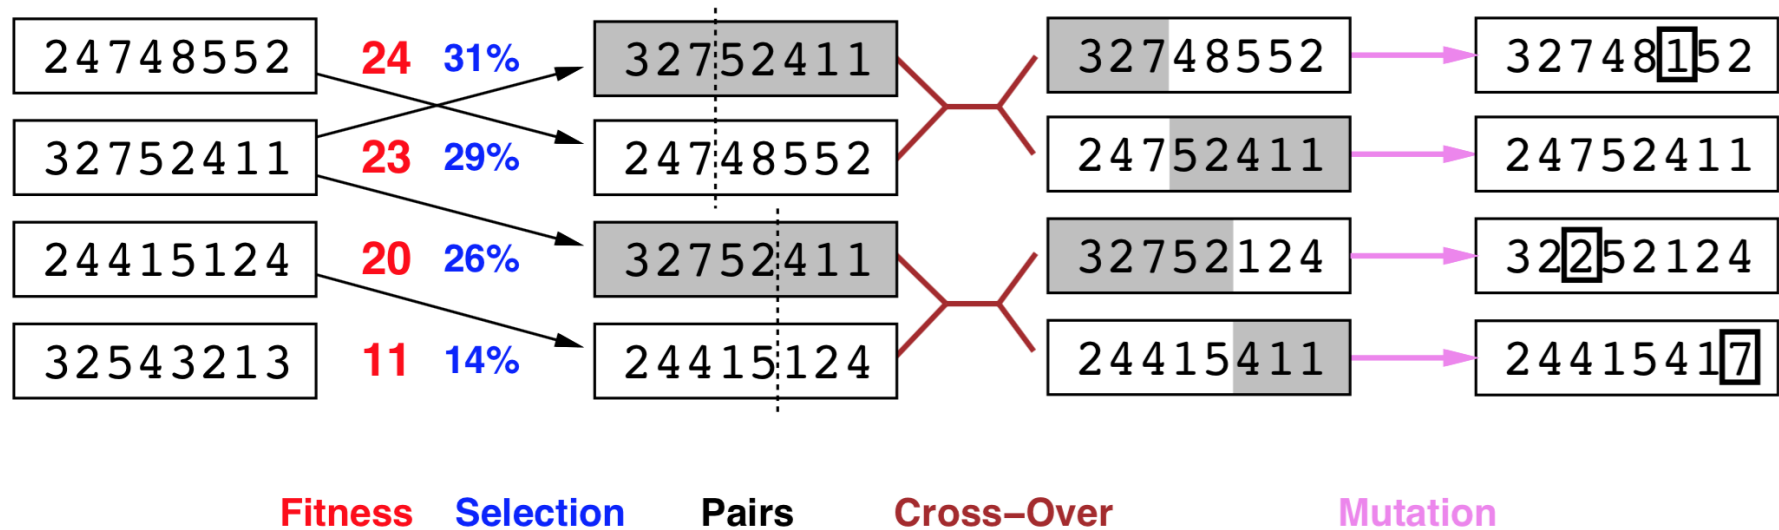 24748552 24 31% 32752411 32748552 32748152
32752411 23 29% 24748552 24752411 24752411
24415124 20 26% 32752411 32752124 32252124
32543213 11 14% 24415124 24415411 24415417
Fitness Selection Pairs Cross–Over Mutation